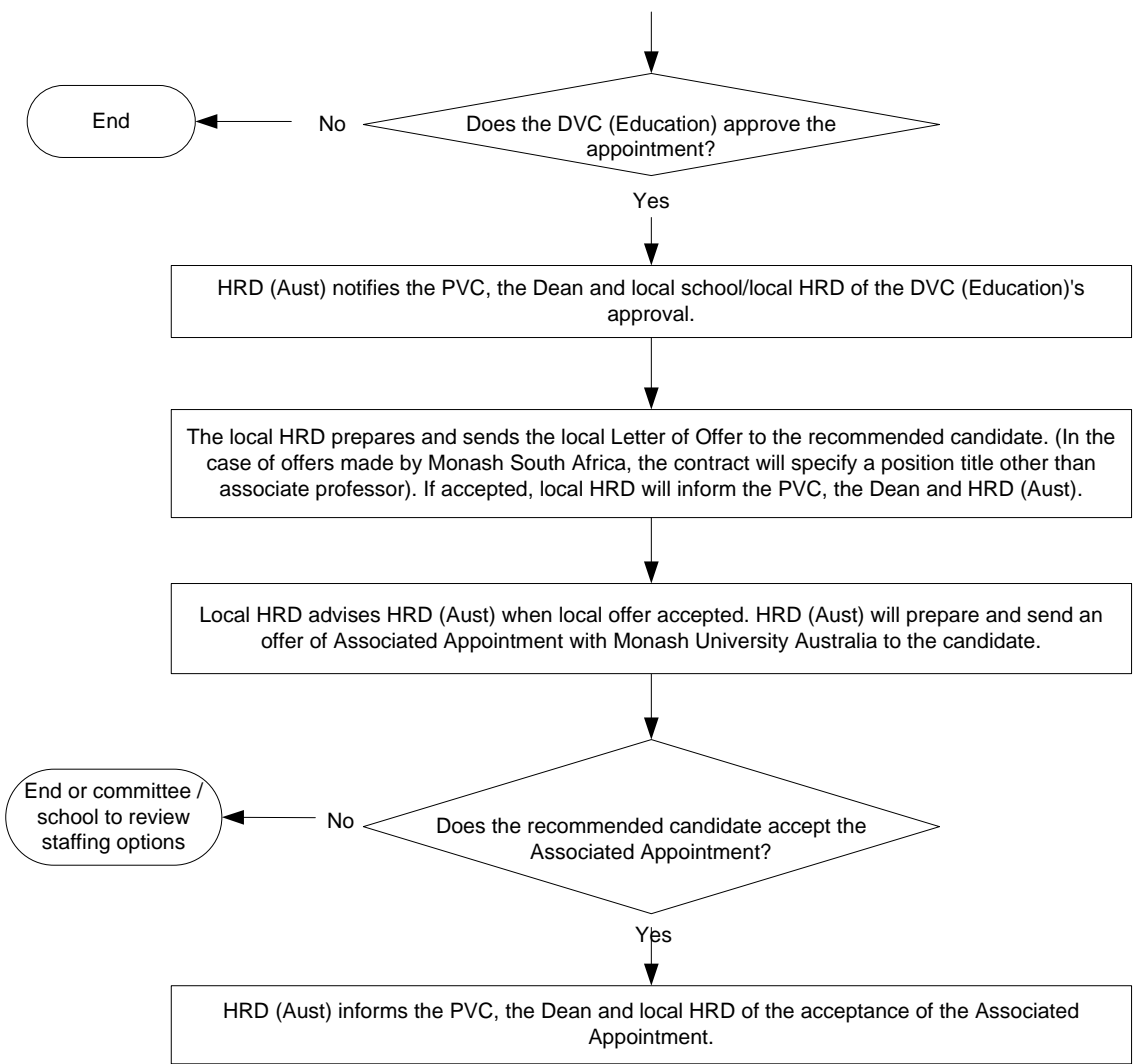 Does the DVC (Education) approve the
appointment?
No
End
Yes
HRD (Aust) notifies the PVC, the Dean and local school/local HRD of the DVC (Education)'s
approval.
The local HRD prepares and sends the local Letter of Offer to the recommended candidate. (In the
case of offers made by Monash South Africa, the contract will specify a position title other than
associate professor). If accepted, local HRD will inform the PVC, the Dean and HRD (Aust).
Local HRD advises HRD (Aust) when local offer accepted. HRD (Aust) will prepare and send an
offer of Associated Appointment with Monash University Australia to the candidate.
Does the recommended candidate accept the
Associated Appointment?
No
End or committee /
school to review
staffing options
Yes
HRD (Aust) informs the PVC, the Dean and local HRD of the acceptance of the Associated
Appointment.